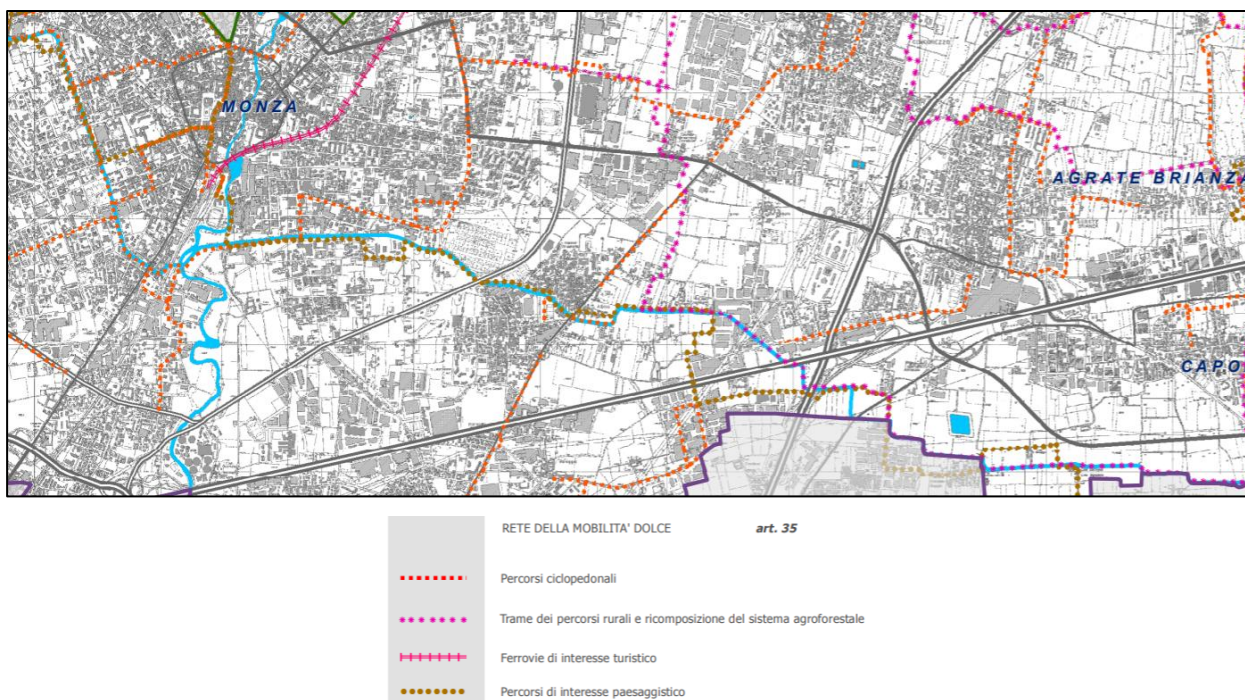 MONZA
AGRATE BRIANZA
CAPO
RETE DELLA MOBILITA' DOLCE art. 35
Percorsi ciclopedonali
Trame dei percorsi rurali e ricomposizione del sistema agroforestale
Ferrovie di interesse turistico
Percorsi di interesse paesaggistico